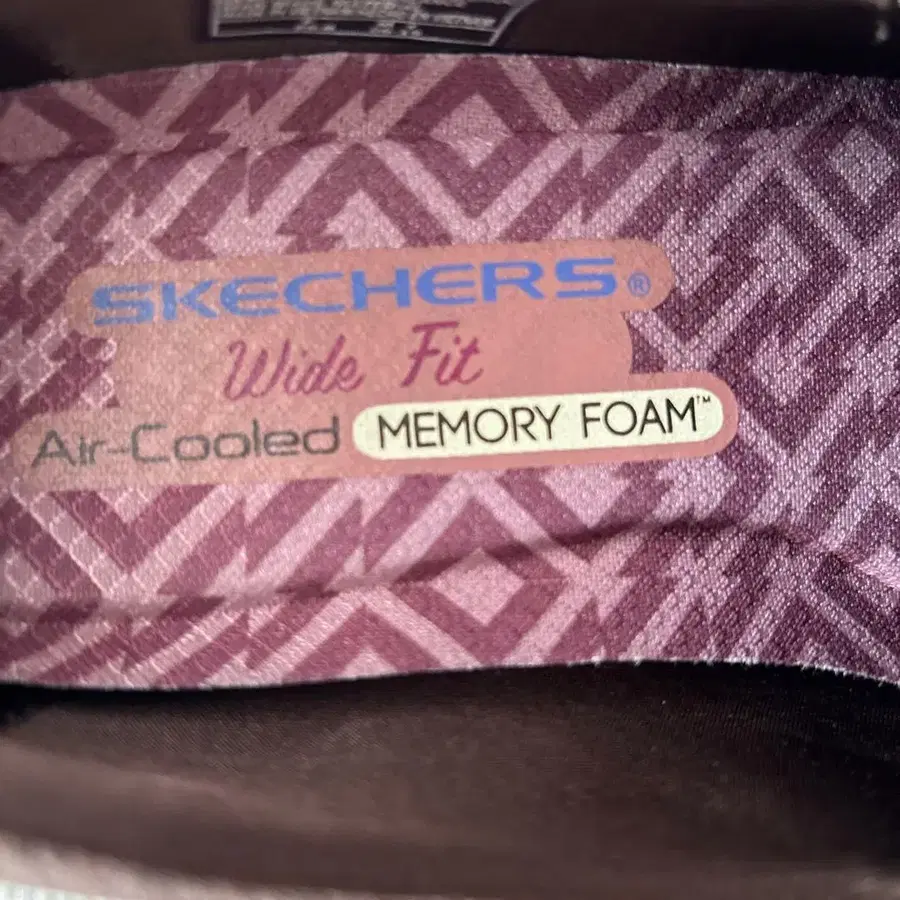 SKECHERS®
Wide Fit
Air-Cooled MEMORY FOAM™